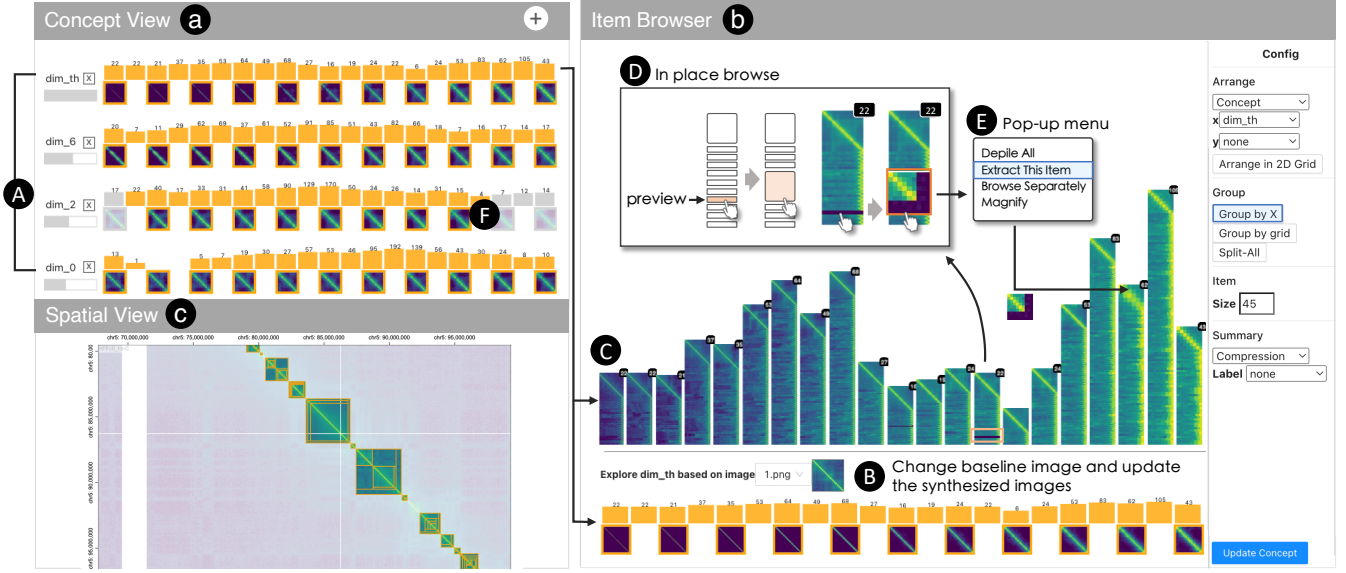 Concept View a
+
dim_th X
22 22 21 37 35 53 64 49 68 27 16 19 24 22 6 24 53 83 62 105 43
dim_6 X
20 7 11 29 62 69 37 61 52 91 85 51 43 82 66 18 7 16 17 14 17
dim_2 X
17 22 40 17 33 31 41 58 90 129 170 50 34 26 14 31 15 4 7 12 14
dim_0 X
13 1 5 7 19 30 27 57 53 46 95 192 139 56 43 30 24 8 10
A
F
Spatial View c
chr5: 70,000,000 chr5: 75,000,000 chr5: 80,000,000 chr5: 85,000,000 chr5: 90,000,000 chr5: 95,000,000
chr5: 85,000,000
chr5: 90,000,000
Item Browser b
D In place browse
preview
22 22
E Pop-up menu
Depile All
Extract This Item
Browse Separately
Magnify
C
Explore dim_th based on image 1.png
B Change baseline image and update
the synthesized images
22 22 21 37 35 53 64 49 68 27 16 19 24 22 6 24 53 83 62 105 43
Config
Arrange
Concept
x dim_th
y none
Arrange in 2D Grid
Group
Group by X
Group by grid
Split-All
Item
Size 45
Summary
Compression
Label none
Update Concept